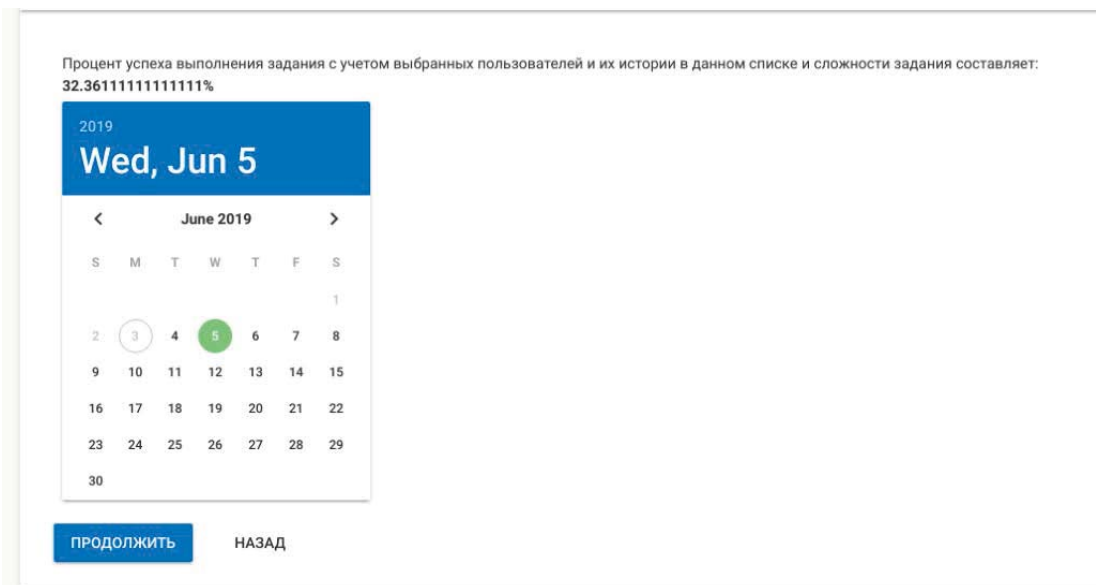 Процент успеха выполнения задания с учетом выбранных пользователей и их истории в данном списке и сложности задания составляет:
32.36111111111111%
2019
Wed, Jun 5
June 2019
S M T W T F S
1
2 3 4 5 6 7 8
9 10 11 12 13 14 15
16 17 18 19 20 21 22
23 24 25 26 27 28 29
30
ПРОДОЛЖИТЬ НАЗАД